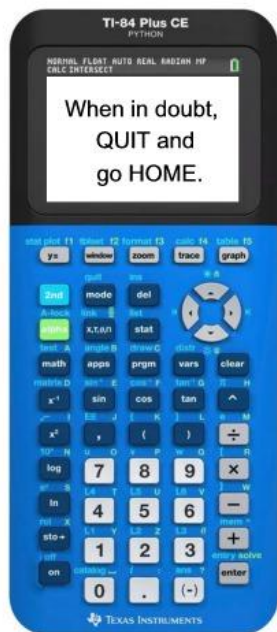 TI-84 Plus CE
PYTHON
NORMAL FLOAT AUTO REAL RADIAN MP
CALC INTERSECT
When in doubt,
QUIT and
go HOME.
stat plot f1 tblset f2 format f3 calc f4 table f5
y= window zoom trace graph
quit ins
2nd mode del
A-lock link list
alpha X,T,θ,n stat
test A angle B draw C distr
math apps prgm vars clear
matrix D sin⁻¹ E cos⁻¹ F tan⁻¹ G π H
x⁻¹ sin cos tan ^
EE J { K } L e M
x² , ( ) ÷
10ˣ N u O v P w Q [ R
log 7 8 9 ×
eˣ S L4 T L5 U L6 V ] W
ln 4 5 6 −
rcl X L1 Y L2 Z L3 θ mem "
sto→ 1 2 3 +
off catalog i : ans ? entry solve
on 0 . (-) enter
TEXAS INSTRUMENTS